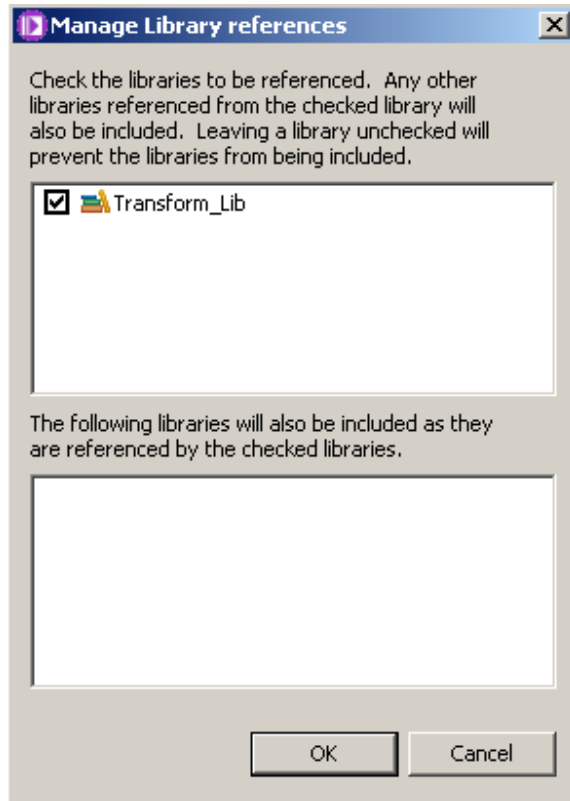 Manage Library references
Check the libraries to be referenced.  Any other
libraries referenced from the checked library will
also be included.  Leaving a library unchecked will
prevent the libraries from being included.
Transform_Lib
The following libraries will also be included as they
are referenced by the checked libraries.
OK
Cancel